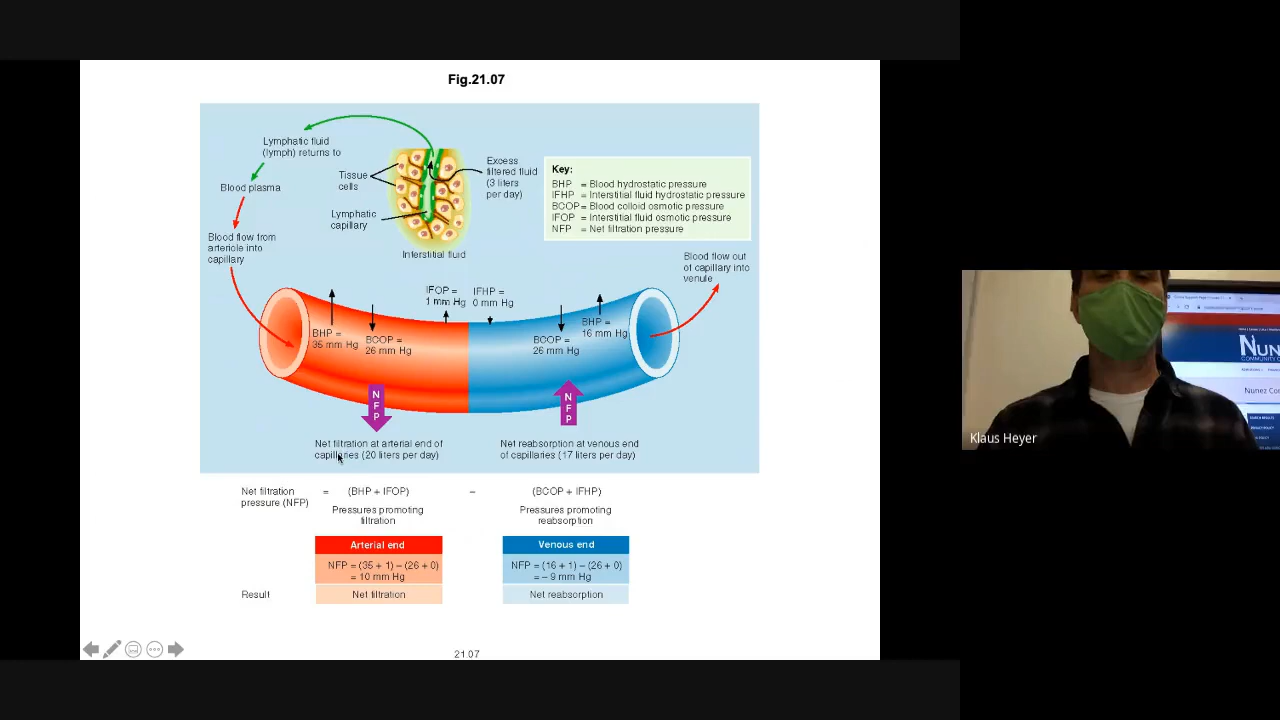 Fig.21.07
Lymphatic fluid
(lymph) returns to
Blood plasma
Blood flow from
arteriole into
capillary
Tissue
cells
Lymphatic
capillary
Excess
filtered fluid
(3 liters
per day)
Interstitial fluid
Key:
BHP = Blood hydrostatic pressure
IFHP = Interstitial fluid hydrostatic pressure
BCOP = Blood colloid osmotic pressure
IFOP = Interstitial fluid osmotic pressure
NFP = Net filtration pressure
Blood flow out
of capillary into
venule
IFOP =
1 mm Hg
IFHP =
0 mm Hg
BHP =
35 mm Hg
BCOP =
26 mm Hg
BCOP =
26 mm Hg
BHP =
16 mm Hg
NFP
NFP
Net filtration at arterial end of
capillaries (20 liters per day)
Net reabsorption at venous end
of capillaries (17 liters per day)
Net filtration
pressure (NFP)
= (BHP + IFOP) – (BCOP + IFHP)
Pressures promoting
filtration
Pressures promoting
reabsorption
Arterial end
NFP = (35 + 1) – (26 + 0)
= 10 mm Hg
Venous end
NFP = (16 + 1) – (26 + 0)
= – 9 mm Hg
Result
Net filtration
Net reabsorption
21.07
Klaus Heyer
NUN
COMMUNITY C
Nunez Co